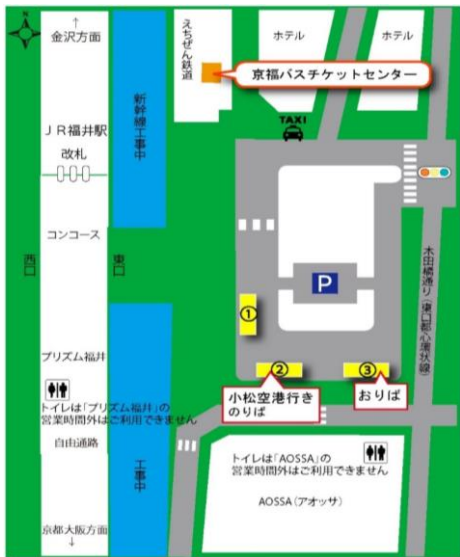 ↑
金沢方面
えちぜん鉄道
ホテル
ホテル
京福バスチケットセンター
新幹線工事中
TAXI
JR福井駅
改札
コンコース
西口
東口
木田橋通り(東口都心環状線)
P
①
②
③
小松空港行き
のりば
おりば
プリズム福井
トイレは「プリズム福井」の
営業時間外はご利用できません
自由通路
工事中
トイレは「AOSSA」の
営業時間外はご利用できません
AOSSA(アオッサ)
京都大阪方面
↓